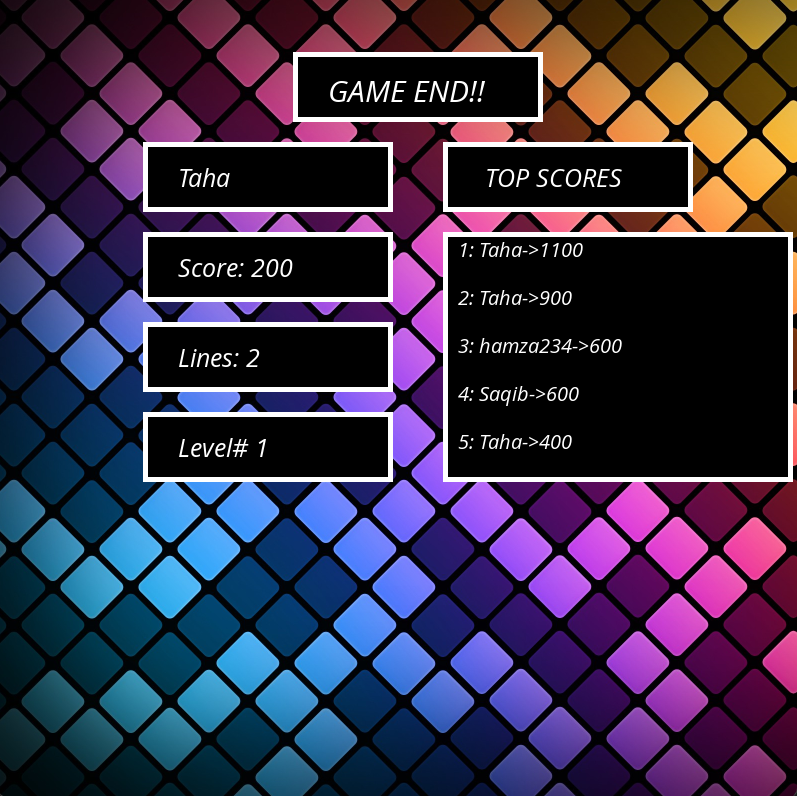 GAME END!!
Taha
Score: 200
Lines: 2
Level# 1
TOP SCORES
1: Taha->1100
2: Taha->900
3: hamza234->600
4: Saqib->600
5: Taha->400